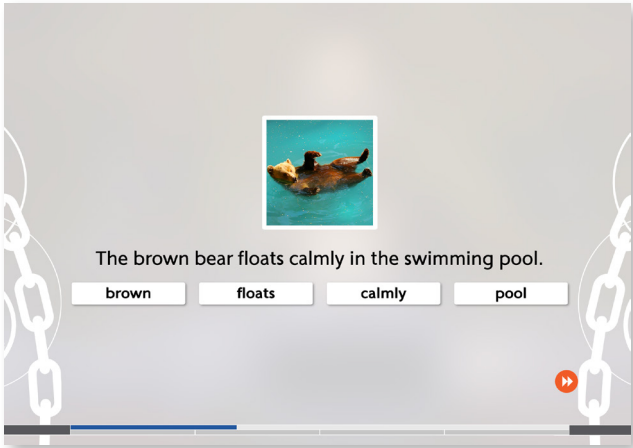 The brown bear floats calmly in the swimming pool.
brown floats calmly pool